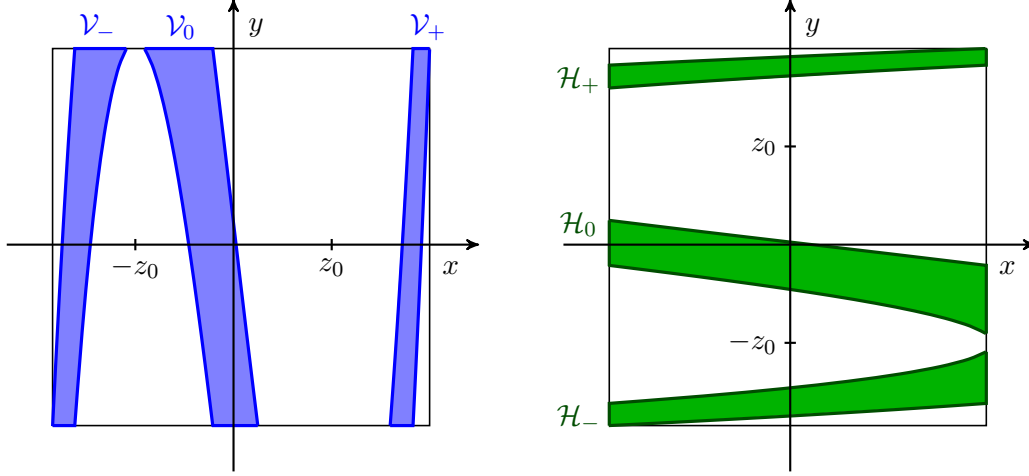 𝒱₋ 𝒱₀ y 𝒱₊
−z₀ z₀ x
y
ℋ₊
z₀
ℋ₀
x
−z₀
ℋ₋